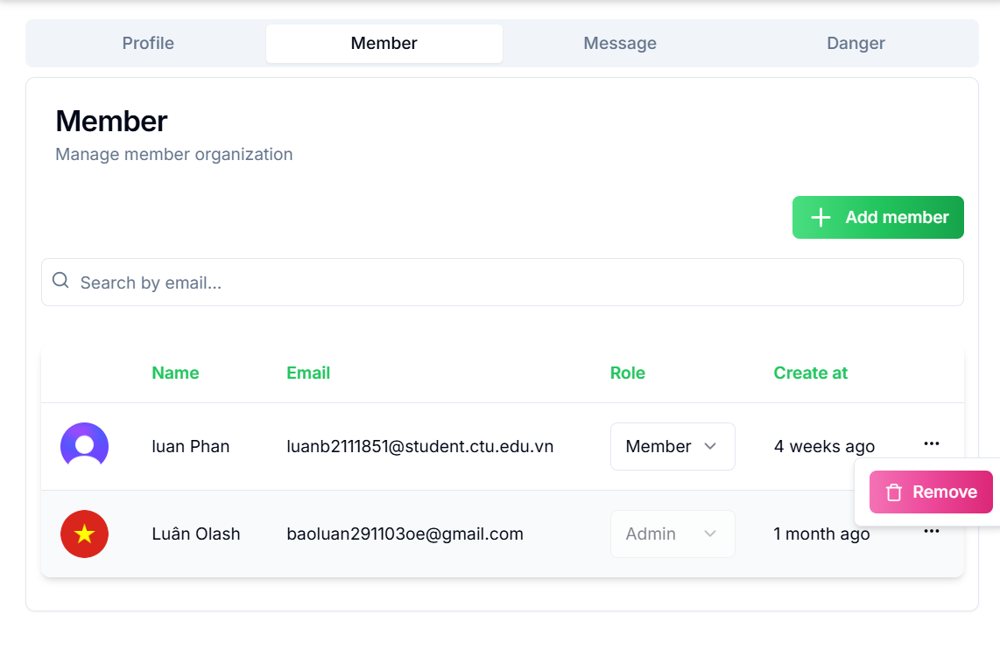 Profile Member Message Danger
Member
Manage member organization
Add member
Search by email...
Name Email Role Create at
luan Phan luanb2111851@student.ctu.edu.vn Member 4 weeks ago
Remove
Luân Olash baoluan291103oe@gmail.com Admin 1 month ago